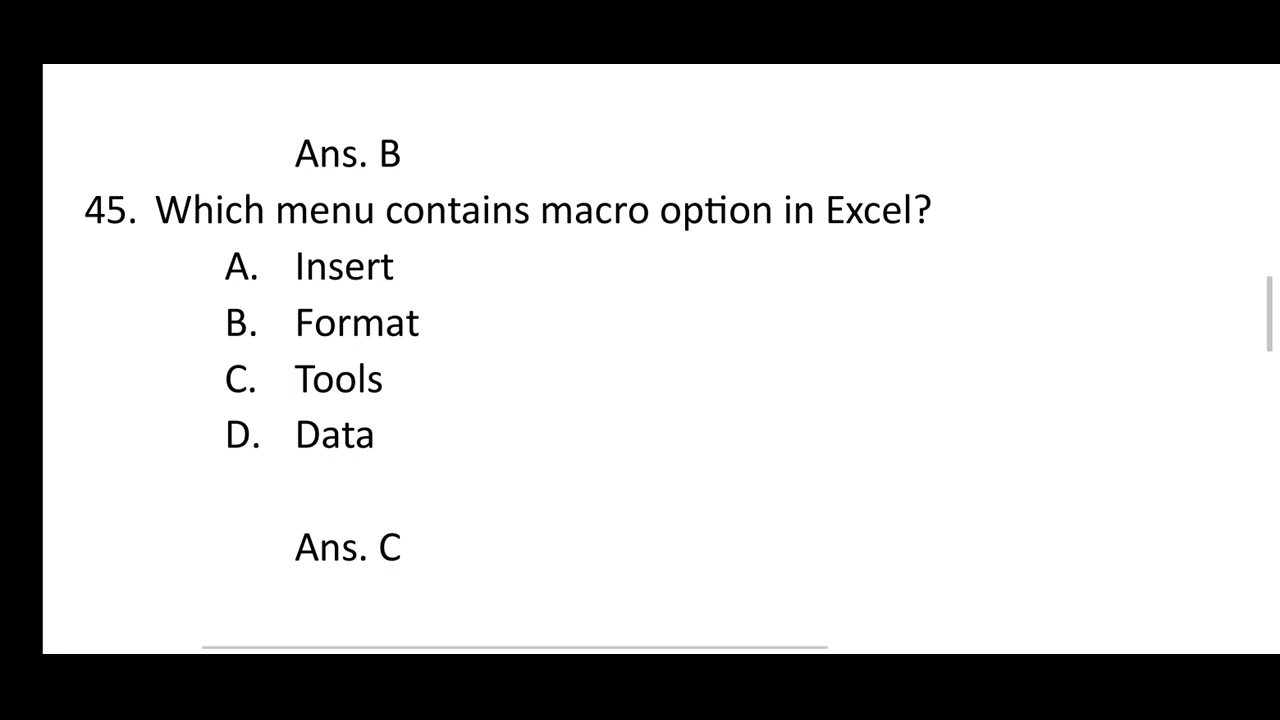 Ans. B
45. Which menu contains macro option in Excel?
A. Insert
B. Format
C. Tools
D. Data
Ans. C